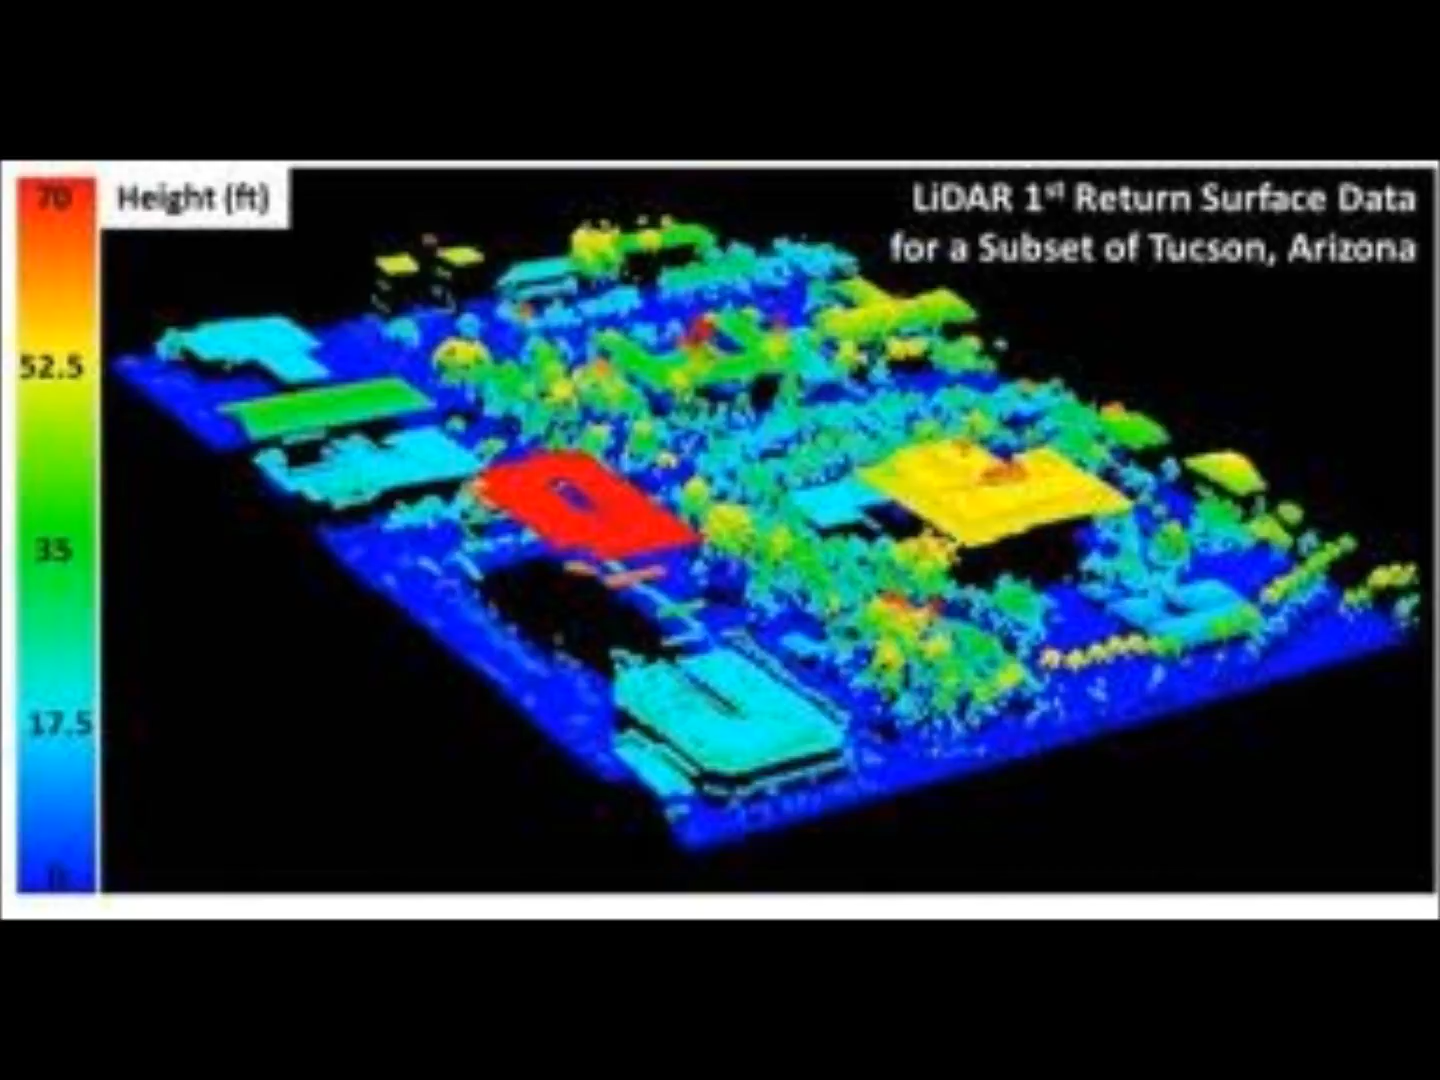 70
Height (ft)
LiDAR 1st Return Surface Data
for a Subset of Tucson, Arizona
52.5
35
17.5